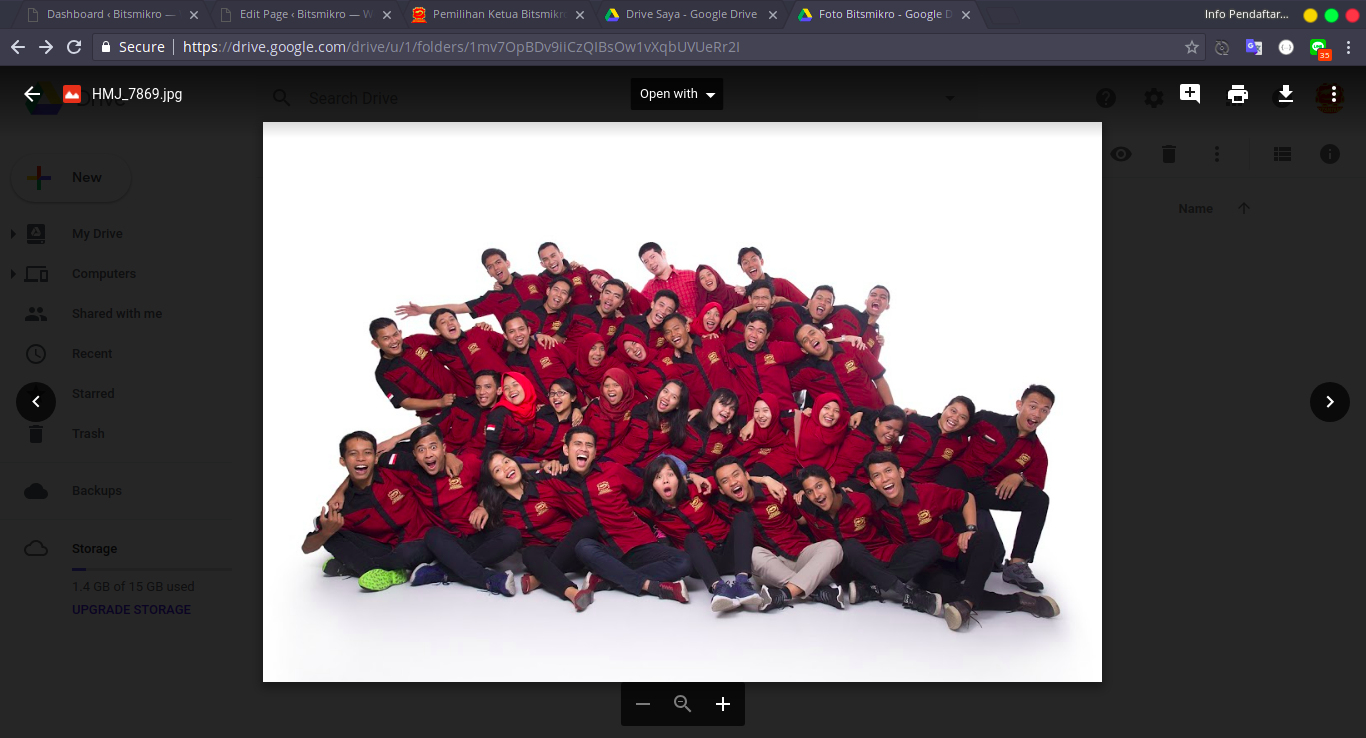 Dashboard ‹ Bitsmikro —
Edit Page ‹ Bitsmikro — W
Pemilihan Ketua Bitsmikr
Drive Saya - Google Drive
Foto Bitsmikro - Google D
Info Pendaftar...
Secure
https://drive.google.com/drive/u/1/folders/1mv7OpBDv9IiCzQIBsOw1vXqbUVUeRr2I
35
HMJ_7869.jpg
Search Drive
Open with
New
Name
My Drive
Computers
Shared with me
Recent
Starred
Trash
Backups
Storage
1.4 GB of 15 GB used
UPGRADE STORAGE